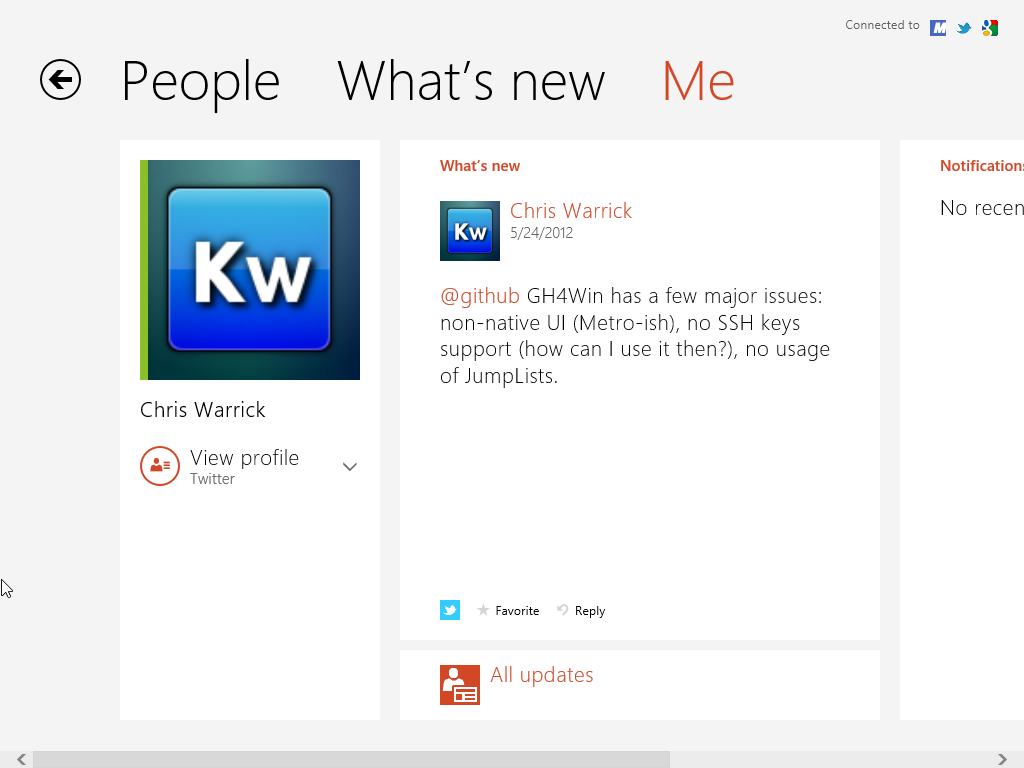 Connected to
People What's new Me
Kw
Chris Warrick
View profile
Twitter
What's new
Kw
Chris Warrick
5/24/2012
@github GH4Win has a few major issues:
non-native UI (Metro-ish), no SSH keys
support (how can I use it then?), no usage
of JumpLists.
Favorite Reply
All updates
Notifications
No recen